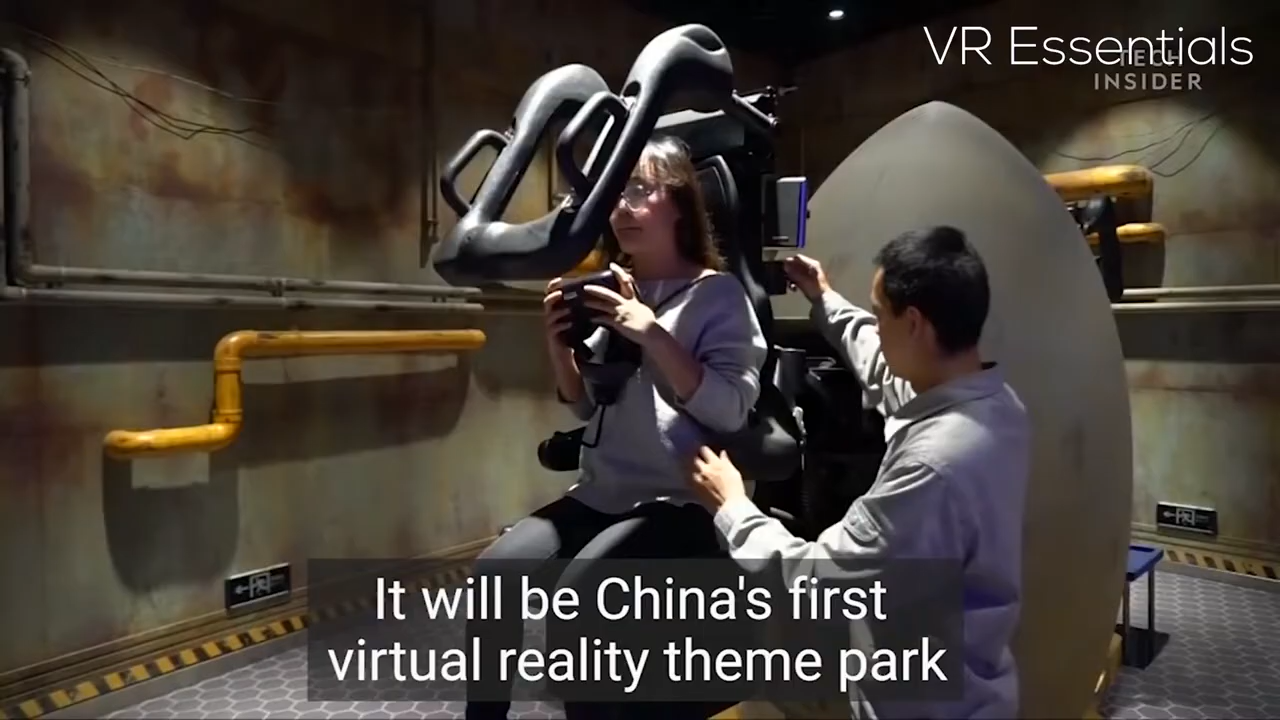 VR Essentials
TECH
INSIDER
It will be China's first
virtual reality theme park